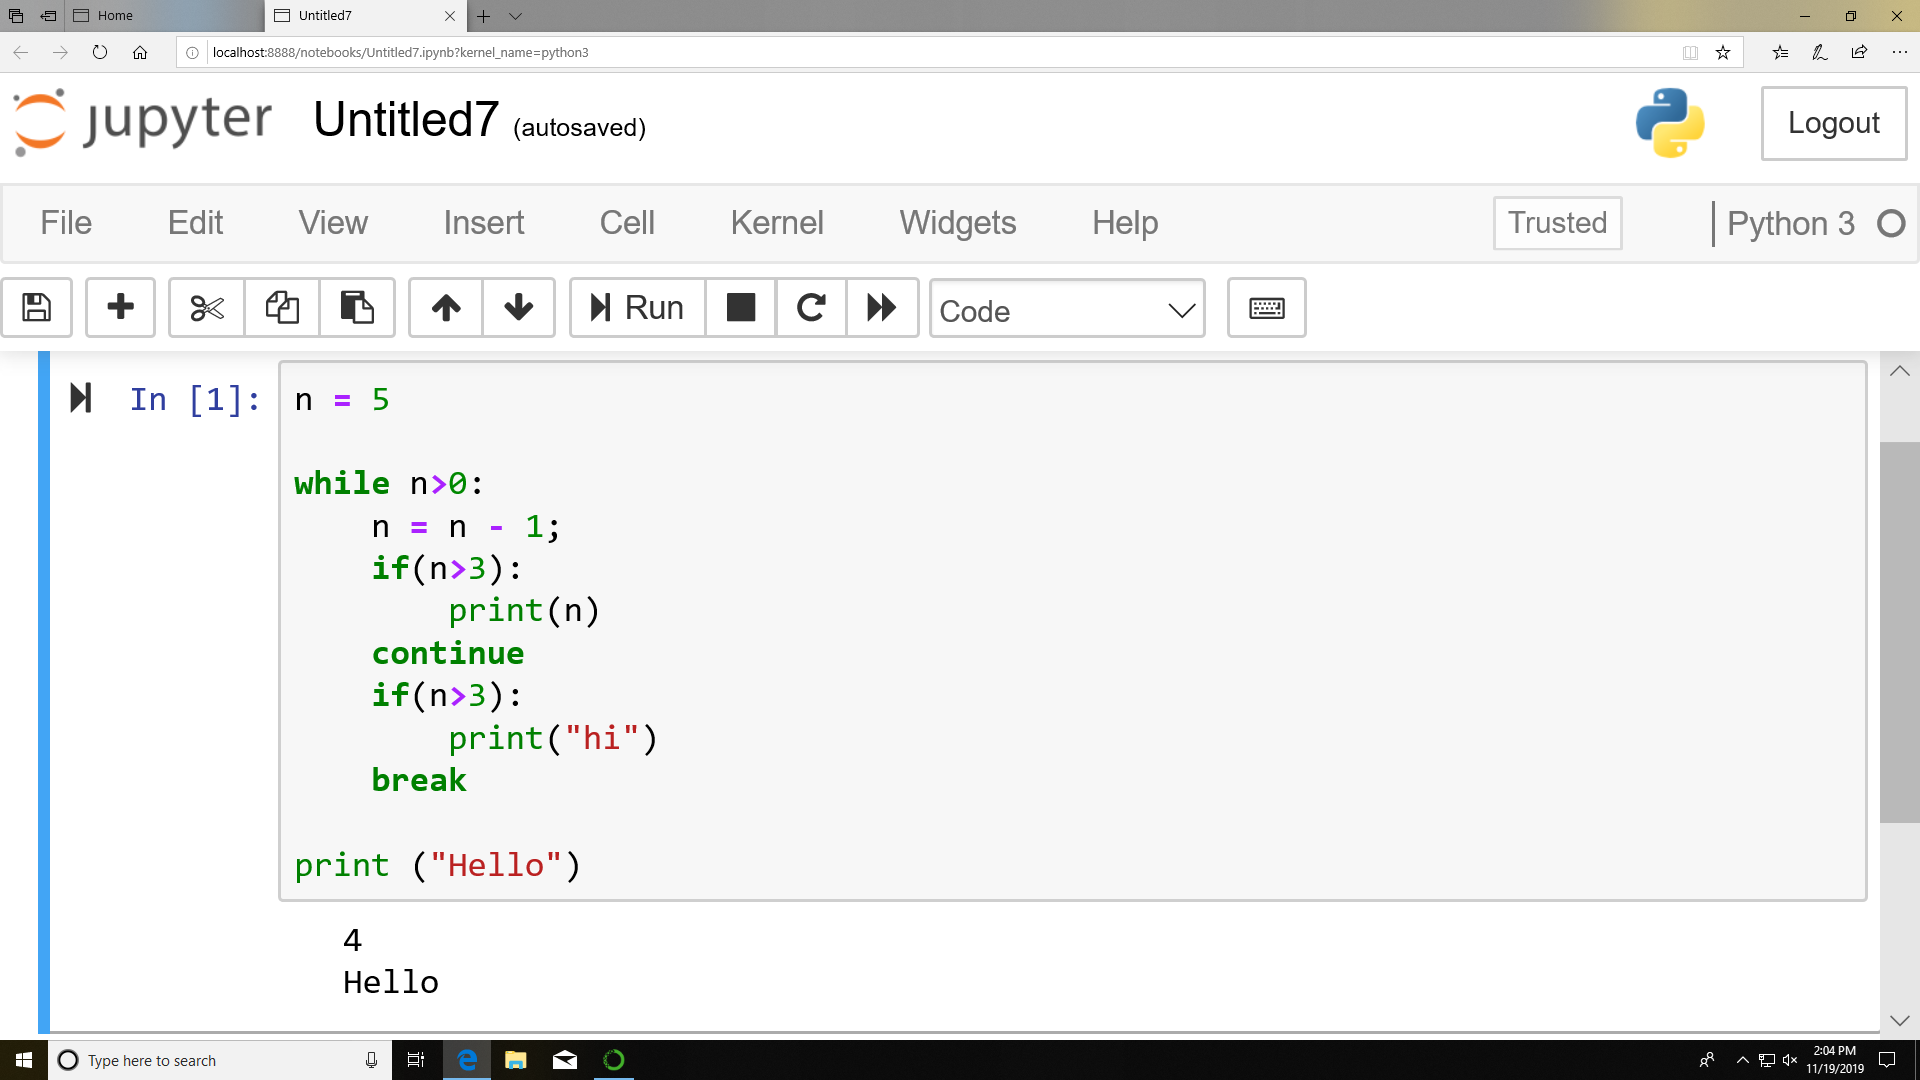 Home
Untitled7
localhost:8888/notebooks/Untitled7.ipynb?kernel_name=python3
jupyter Untitled7 (autosaved)
Logout
File Edit View Insert Cell Kernel Widgets Help Trusted Python 3
Run Code
In [1]: n = 5
while n>0:
    n = n - 1;
    if(n>3):
        print(n)
    continue
    if(n>3):
        print("hi")
    break
print ("Hello")
4
Hello
Type here to search
2:04 PM
11/19/2019